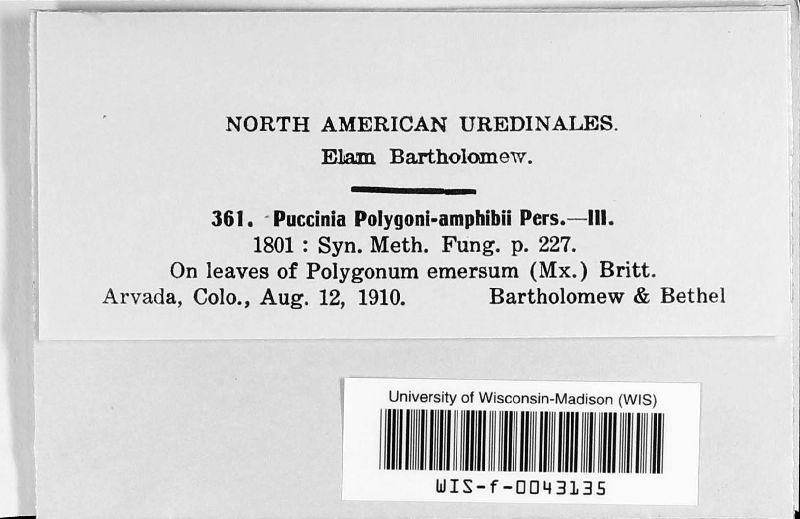 NORTH AMERICAN UREDINALES.
Elam Bartholomew.
361. Puccinia Polygoni-amphibii Pers.—III.
1801 : Syn. Meth. Fung. p. 227.
On leaves of Polygonum emersum (Mx.) Britt.
Arvada, Colo., Aug. 12, 1910. Bartholomew & Bethel
University of Wisconsin-Madison (WIS)
WIS-f-0043135